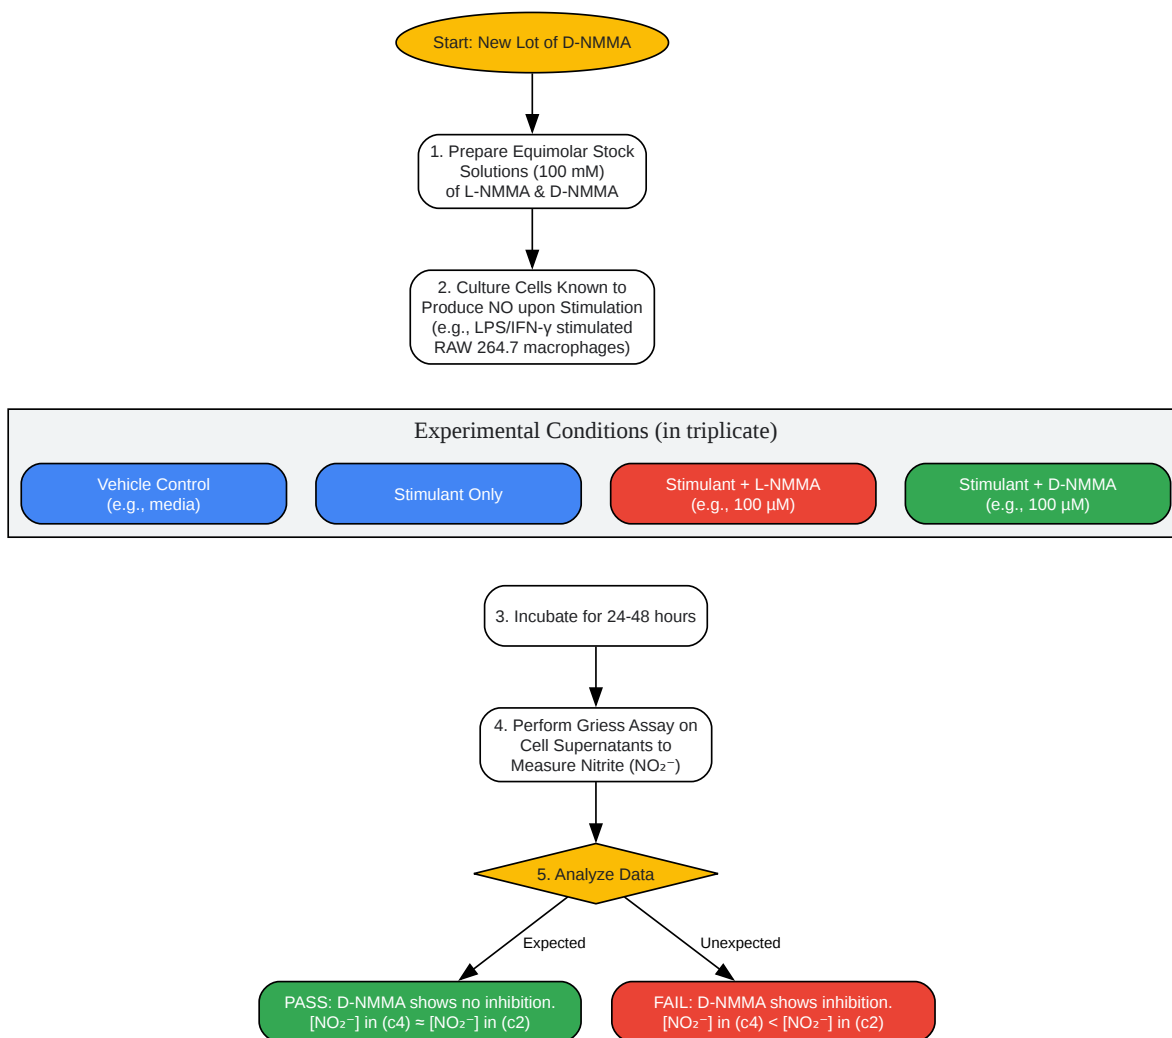 Start: New Lot of D-NMMA
1. Prepare Equimolar Stock
Solutions (100 mM)
of L-NMMA & D-NMMA
2. Culture Cells Known to
Produce NO upon Stimulation
(e.g., LPS/IFN-γ stimulated
RAW 264.7 macrophages)
Experimental Conditions (in triplicate)
Vehicle Control
(e.g., media)
Stimulant Only
Stimulant + L-NMMA
(e.g., 100 µM)
Stimulant + D-NMMA
(e.g., 100 µM)
3. Incubate for 24-48 hours
4. Perform Griess Assay on
Cell Supernatants to
Measure Nitrite (NO₂⁻)
5. Analyze Data
Expected
Unexpected
PASS: D-NMMA shows no inhibition.
[NO₂⁻] in (c4) ≈ [NO₂⁻] in (c2)
FAIL: D-NMMA shows inhibition.
[NO₂⁻] in (c4) < [NO₂⁻] in (c2)